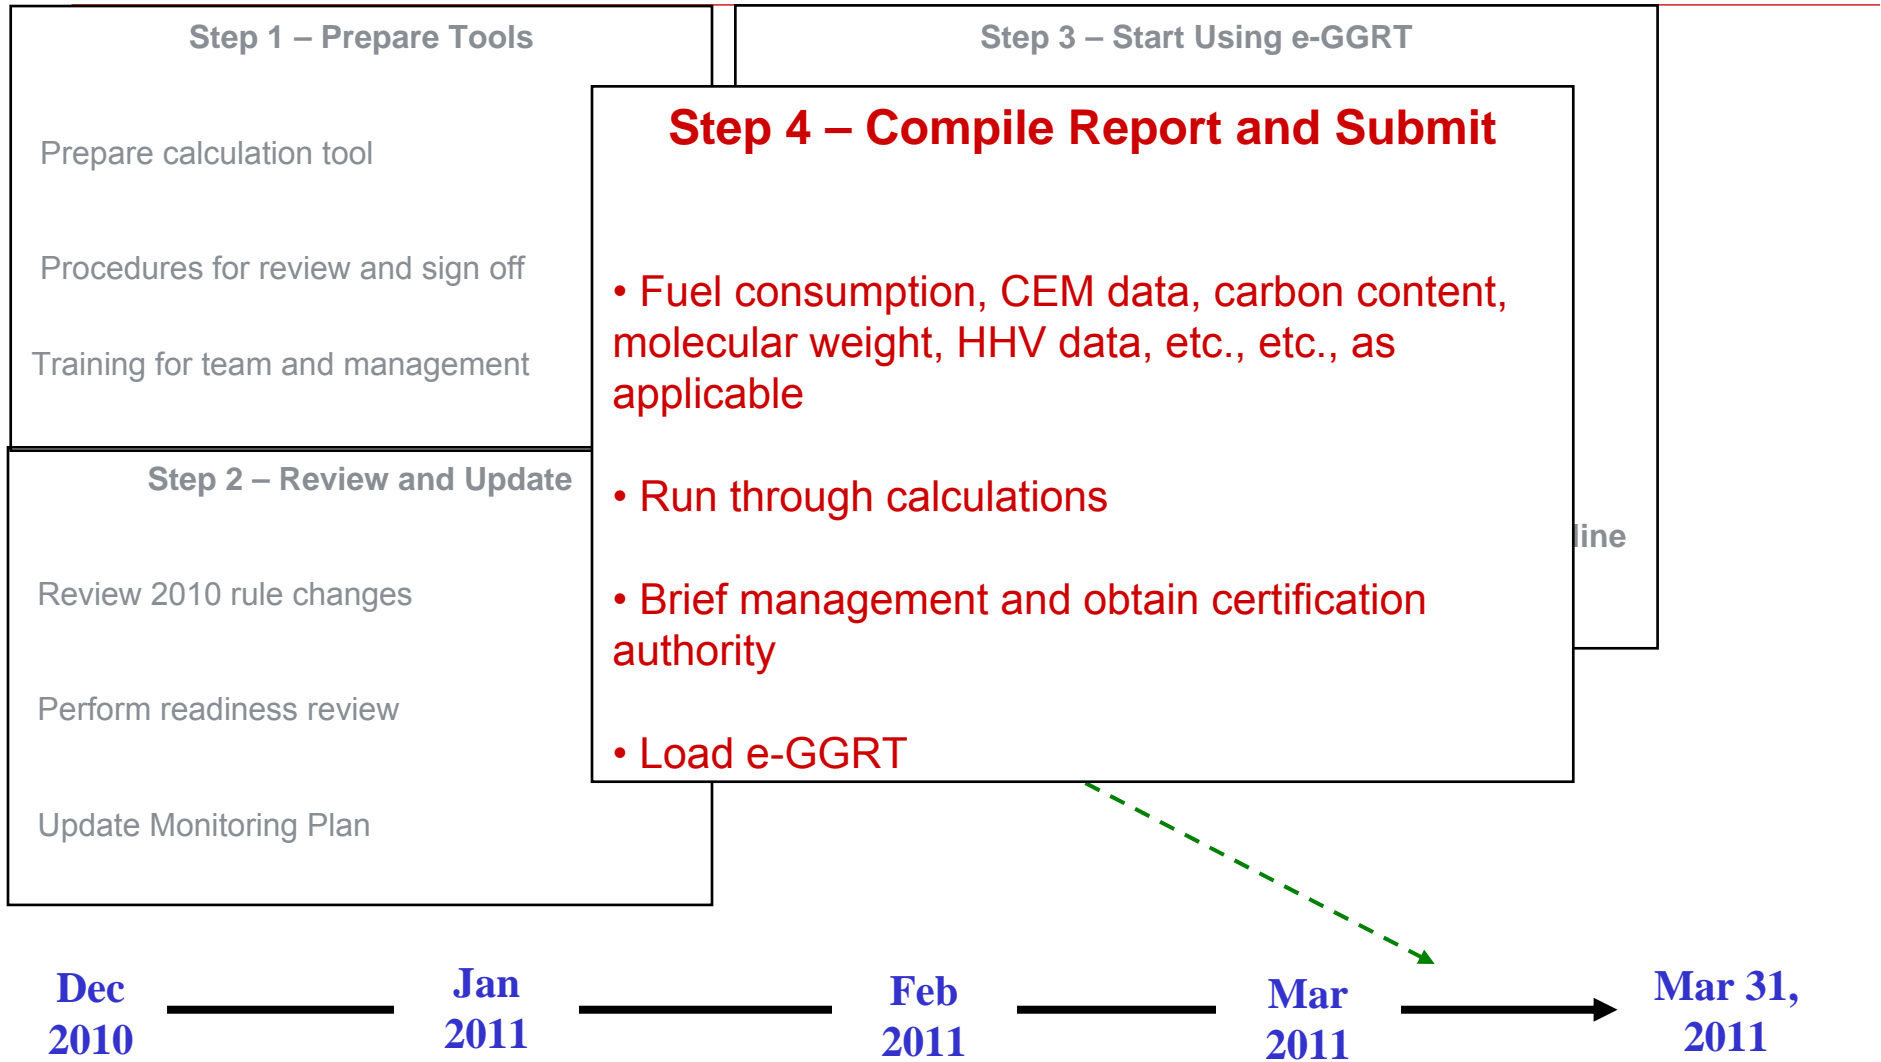 Step 1 – Prepare Tools
Prepare calculation tool
Procedures for review and sign off
Training for team and management
Step 2 – Review and Update
Review 2010 rule changes
Perform readiness review
Update Monitoring Plan
Step 3 – Start Using e-GGRT
Step 4 – Compile Report and Submit
• Fuel consumption, CEM data, carbon content,
molecular weight, HHV data, etc., etc., as
applicable
• Run through calculations
• Brief management and obtain certification
authority
• Load e-GGRT
Dec
2010
Jan
2011
Feb
2011
Mar
2011
Mar 31,
2011